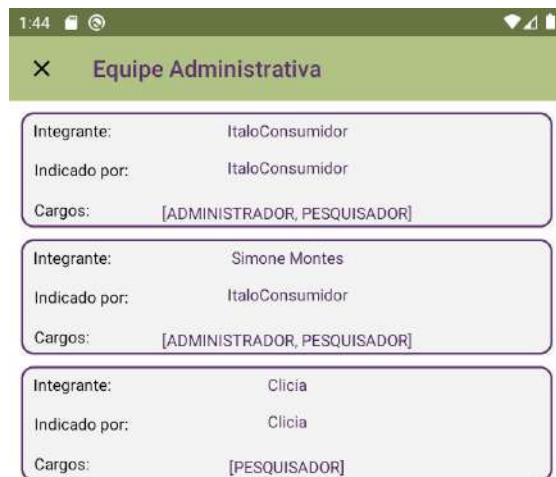 1:44
Equipe Administrativa
Integrante: ItaloConsumidor
Indicado por: ItaloConsumidor
Cargos: [ADMINISTRADOR, PESQUISADOR]
Integrante: Simone Montes
Indicado por: ItaloConsumidor
Cargos: [ADMINISTRADOR, PESQUISADOR]
Integrante: Clicia
Indicado por: Clicia
Cargos: [PESQUISADOR]